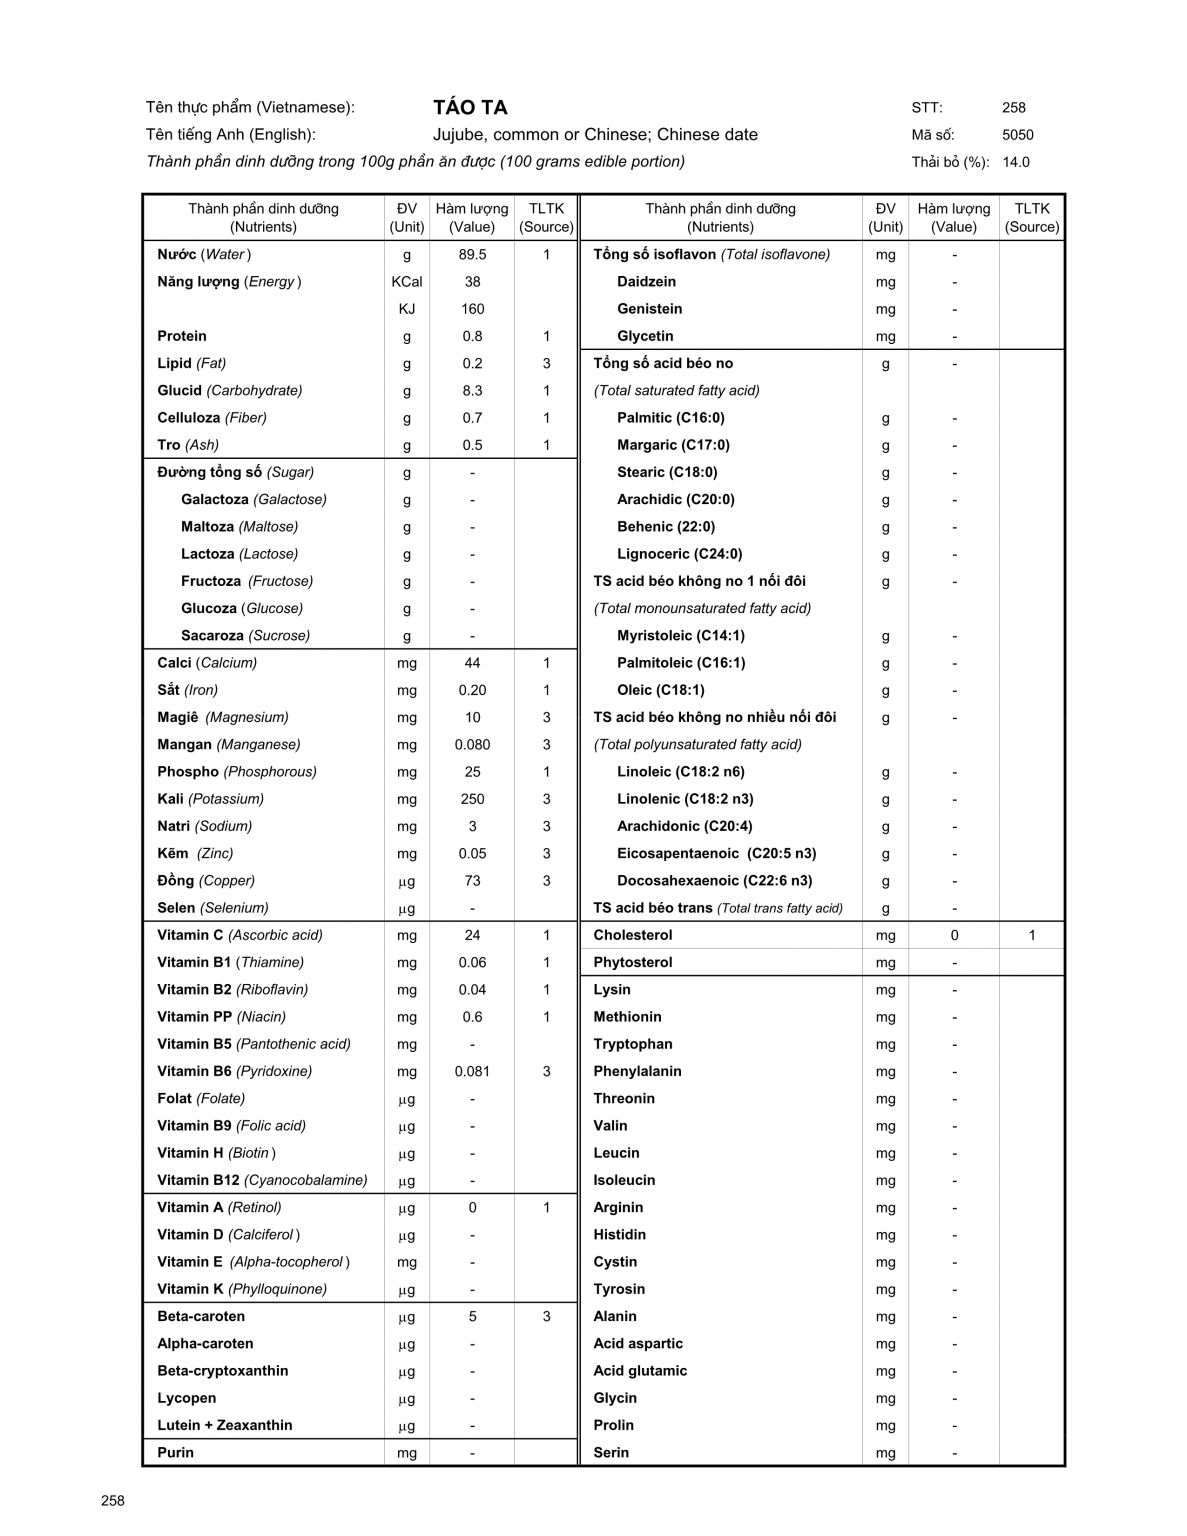 Tên thực phẩm (Vietnamese): TÁO TA STT: 258
Tên tiếng Anh (English): Jujube, common or Chinese; Chinese date Mã số: 5050
Thành phần dinh dưỡng trong 100g phần ăn được (100 grams edible portion) Thải bỏ (%): 14.0
Thành phần dinh dưỡng ĐV Hàm lượng TLTK Thành phần dinh dưỡng ĐV Hàm lượng TLTK
(Nutrients) (Unit) (Value) (Source) (Nutrients) (Unit) (Value) (Source)
Nước (Water) g 89.5 1 Tổng số isoflavon (Total isoflavone) mg -
Năng lượng (Energy) KCal 38 Daidzein mg -
KJ 160 Genistein mg -
Protein g 0.8 1 Glycetin mg -
Lipid (Fat) g 0.2 3 Tổng số acid béo no g -
Glucid (Carbohydrate) g 8.3 1 (Total saturated fatty acid)
Celluloza (Fiber) g 0.7 1 Palmitic (C16:0) g -
Tro (Ash) g 0.5 1 Margaric (C17:0) g -
Đường tổng số (Sugar) g - Stearic (C18:0) g -
Galactoza (Galactose) g - Arachidic (C20:0) g -
Maltoza (Maltose) g - Behenic (22:0) g -
Lactoza (Lactose) g - Lignoceric (C24:0) g -
Fructoza (Fructose) g - TS acid béo không no 1 nối đôi g -
Glucoza (Glucose) g - (Total monounsaturated fatty acid)
Sacaroza (Sucrose) g - Myristoleic (C14:1) g -
Calci (Calcium) mg 44 1 Palmitoleic (C16:1) g -
Sắt (Iron) mg 0.20 1 Oleic (C18:1) g -
Magiê (Magnesium) mg 10 3 TS acid béo không no nhiều nối đôi g -
Mangan (Manganese) mg 0.080 3 (Total polyunsaturated fatty acid)
Phospho (Phosphorous) mg 25 1 Linoleic (C18:2 n6) g -
Kali (Potassium) mg 250 3 Linolenic (C18:2 n3) g -
Natri (Sodium) mg 3 3 Arachidonic (C20:4) g -
Kẽm (Zinc) mg 0.05 3 Eicosapentaenoic (C20:5 n3) g -
Đồng (Copper) µg 73 3 Docosahexaenoic (C22:6 n3) g -
Selen (Selenium) µg - TS acid béo trans (Total trans fatty acid) g -
Vitamin C (Ascorbic acid) mg 24 1 Cholesterol mg 0 1
Vitamin B1 (Thiamine) mg 0.06 1 Phytosterol mg -
Vitamin B2 (Riboflavin) mg 0.04 1 Lysin mg -
Vitamin PP (Niacin) mg 0.6 1 Methionin mg -
Vitamin B5 (Pantothenic acid) mg - Tryptophan mg -
Vitamin B6 (Pyridoxine) mg 0.081 3 Phenylalanin mg -
Folat (Folate) µg - Threonin mg -
Vitamin B9 (Folic acid) µg - Valin mg -
Vitamin H (Biotin) µg - Leucin mg -
Vitamin B12 (Cyanocobalamine) µg - Isoleucin mg -
Vitamin A (Retinol) µg 0 1 Arginin mg -
Vitamin D (Calciferol) µg - Histidin mg -
Vitamin E (Alpha-tocopherol) mg - Cystin mg -
Vitamin K (Phylloquinone) µg - Tyrosin mg -
Beta-caroten µg 5 3 Alanin mg -
Alpha-caroten µg - Acid aspartic mg -
Beta-cryptoxanthin µg - Acid glutamic mg -
Lycopen µg - Glycin mg -
Lutein + Zeaxanthin µg - Prolin mg -
Purin mg - Serin mg -
258